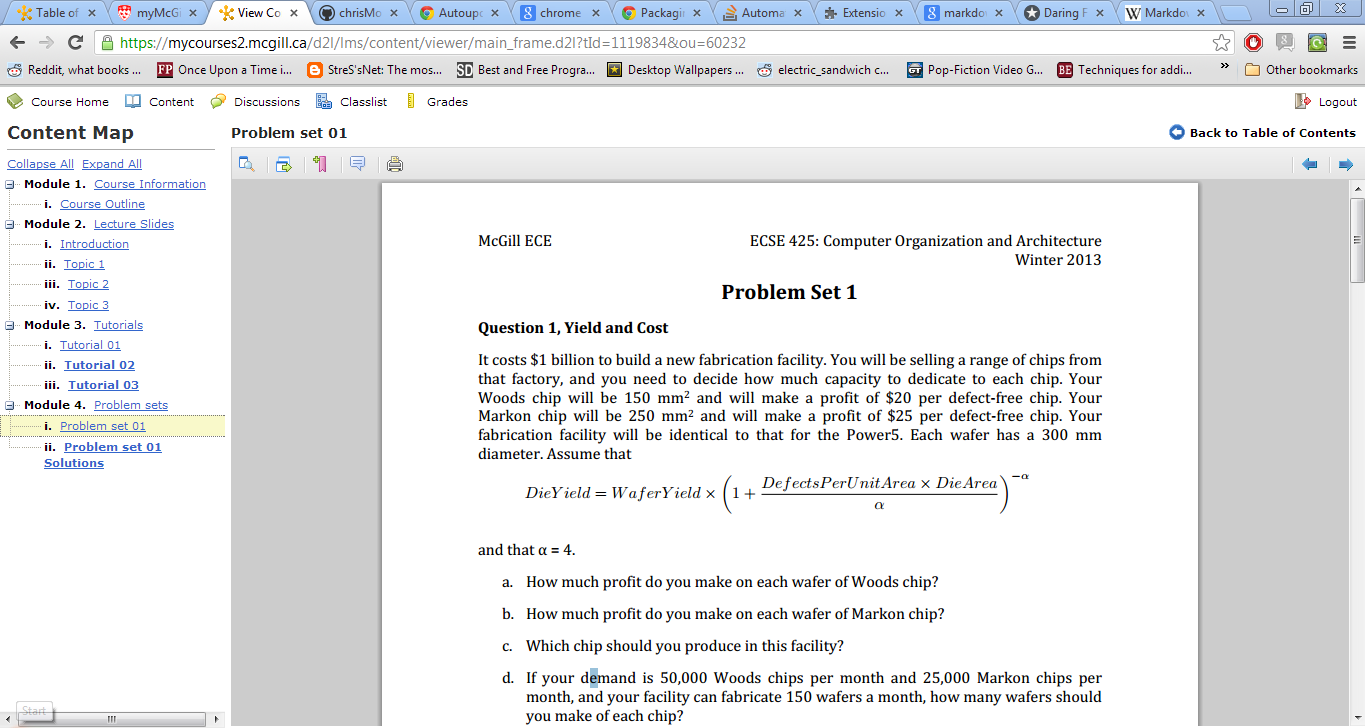 Table of
myMcGi
View Co
chrisMo
Autoupd
chrome
Packagi
Automa
Extensio
markdo
Daring F
Markdow
https://mycourses2.mcgill.ca/d2l/lms/content/viewer/main_frame.d2l?tId=1119834&ou=60232
Reddit, what books ...
FP Once Upon a Time i...
StreS'sNet: The mos...
SD Best and Free Progra...
Desktop Wallpapers ...
electric_sandwich c...
GT Pop-Fiction Video G...
BE Techniques for addi...
»
Other bookmarks
Course Home Content Discussions Classlist Grades Logout
Content Map
Problem set 01
Back to Table of Contents
Collapse All Expand All
Module 1. Course Information
i. Course Outline
Module 2. Lecture Slides
i. Introduction
ii. Topic 1
iii. Topic 2
iv. Topic 3
Module 3. Tutorials
i. Tutorial 01
ii. Tutorial 02
iii. Tutorial 03
Module 4. Problem sets
i. Problem set 01
ii. Problem set 01
Solutions
Start
McGill ECE ECSE 425: Computer Organization and Architecture
Winter 2013
Problem Set 1
Question 1, Yield and Cost
It costs $1 billion to build a new fabrication facility. You will be selling a range of chips from
that factory, and you need to decide how much capacity to dedicate to each chip. Your
Woods chip will be 150 mm² and will make a profit of $20 per defect-free chip. Your
Markon chip will be 250 mm² and will make a profit of $25 per defect-free chip. Your
fabrication facility will be identical to that for the Power5. Each wafer has a 300 mm
diameter. Assume that
DieYield = WaferYield × (1 + DefectsPerUnitArea × DieArea / α)^−α
and that α = 4.
a. How much profit do you make on each wafer of Woods chip?
b. How much profit do you make on each wafer of Markon chip?
c. Which chip should you produce in this facility?
d. If your demand is 50,000 Woods chips per month and 25,000 Markon chips per
month, and your facility can fabricate 150 wafers a month, how many wafers should
you make of each chip?